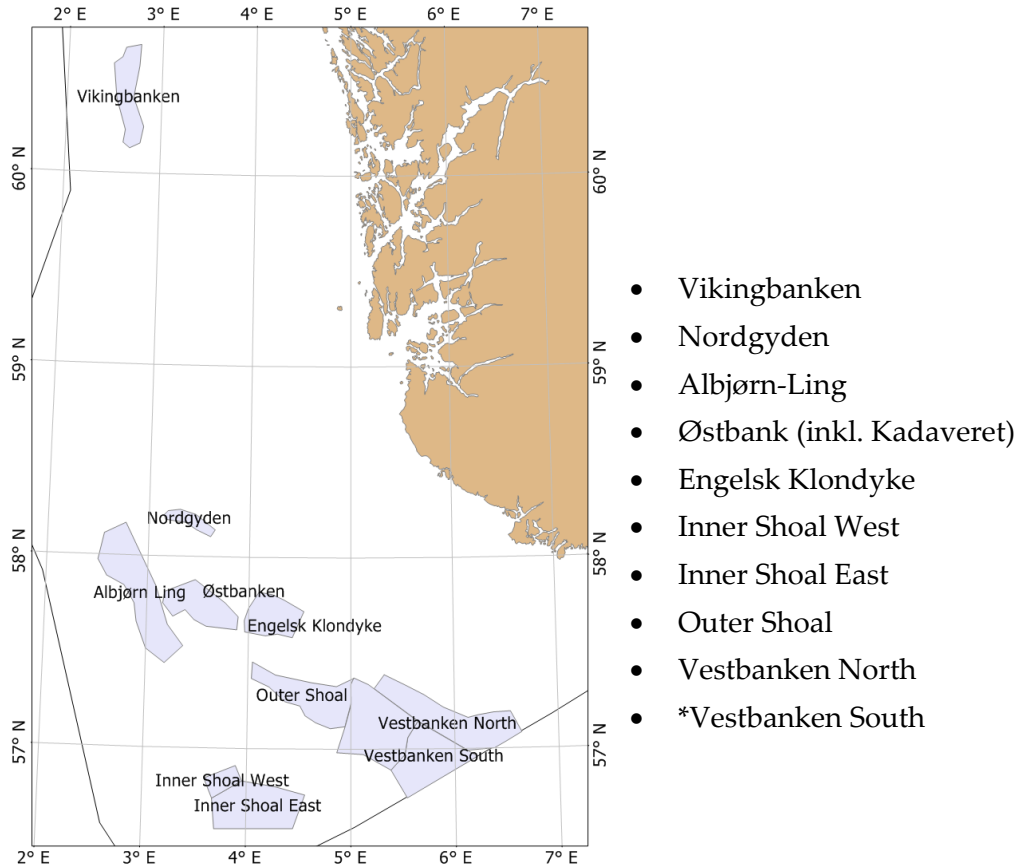 2° E 3° E 4° E 5° E 6° E 7° E
Vikingbanken
60° N 60° N
59° N 59° N
Nordgyden
58° N 58° N
Albjørn Ling Østbanken
Engelsk Klondyke
Outer Shoal
Vestbanken North
57° N 57° N
Vestbanken South
Inner Shoal West
Inner Shoal East
2° E 3° E 4° E 5° E 6° E 7° E
• Vikingbanken
• Nordgyden
• Albjørn-Ling
• Østbank (inkl. Kadaveret)
• Engelsk Klondyke
• Inner Shoal West
• Inner Shoal East
• Outer Shoal
• Vestbanken North
• *Vestbanken South